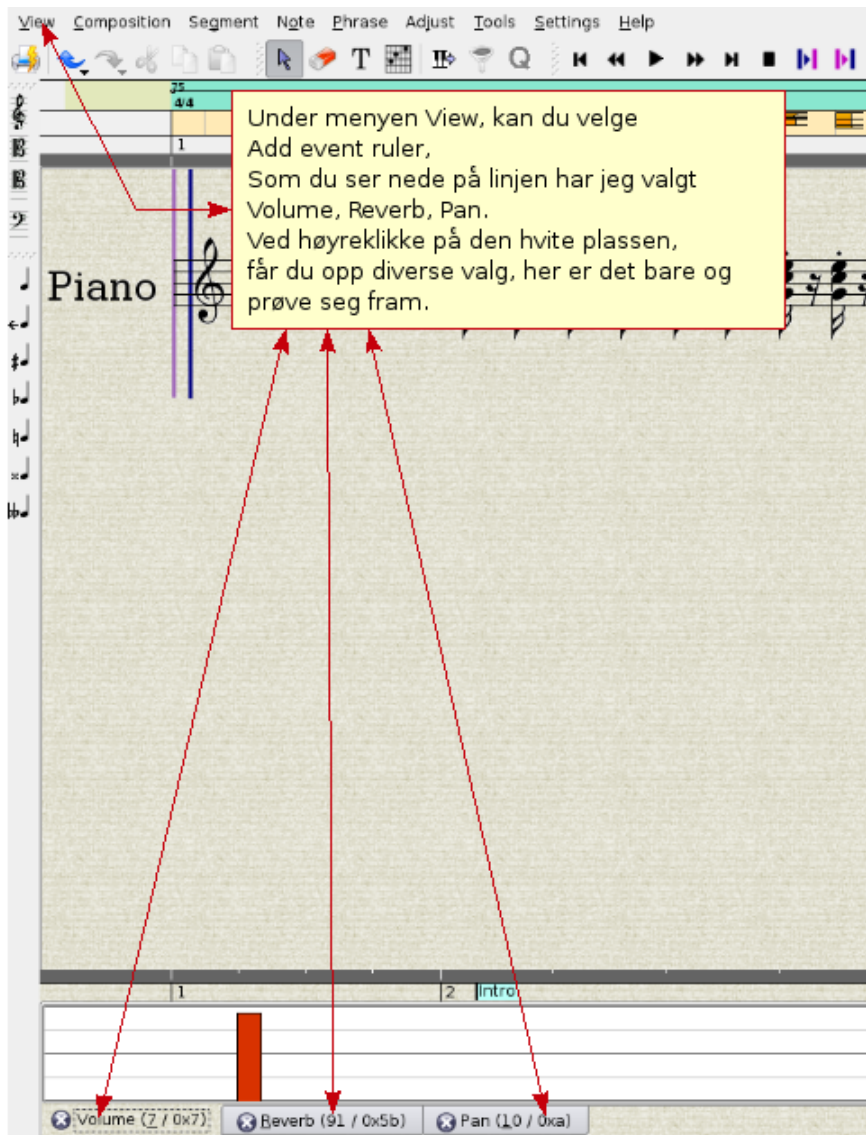 View Composition Segment Note Phrase Adjust Tools Settings Help
T Q
75
4/4
1
Under menyen View, kan du velge
Add event ruler,
Som du ser nede på linjen har jeg valgt
Volume, Reverb, Pan.
Ved høyreklikke på den hvite plassen,
får du opp diverse valg, her er det bare og
prøve seg fram.
Piano
1 2 Intro
Volume (7 / 0x7) Reverb (91 / 0x5b) Pan (10 / 0xa)